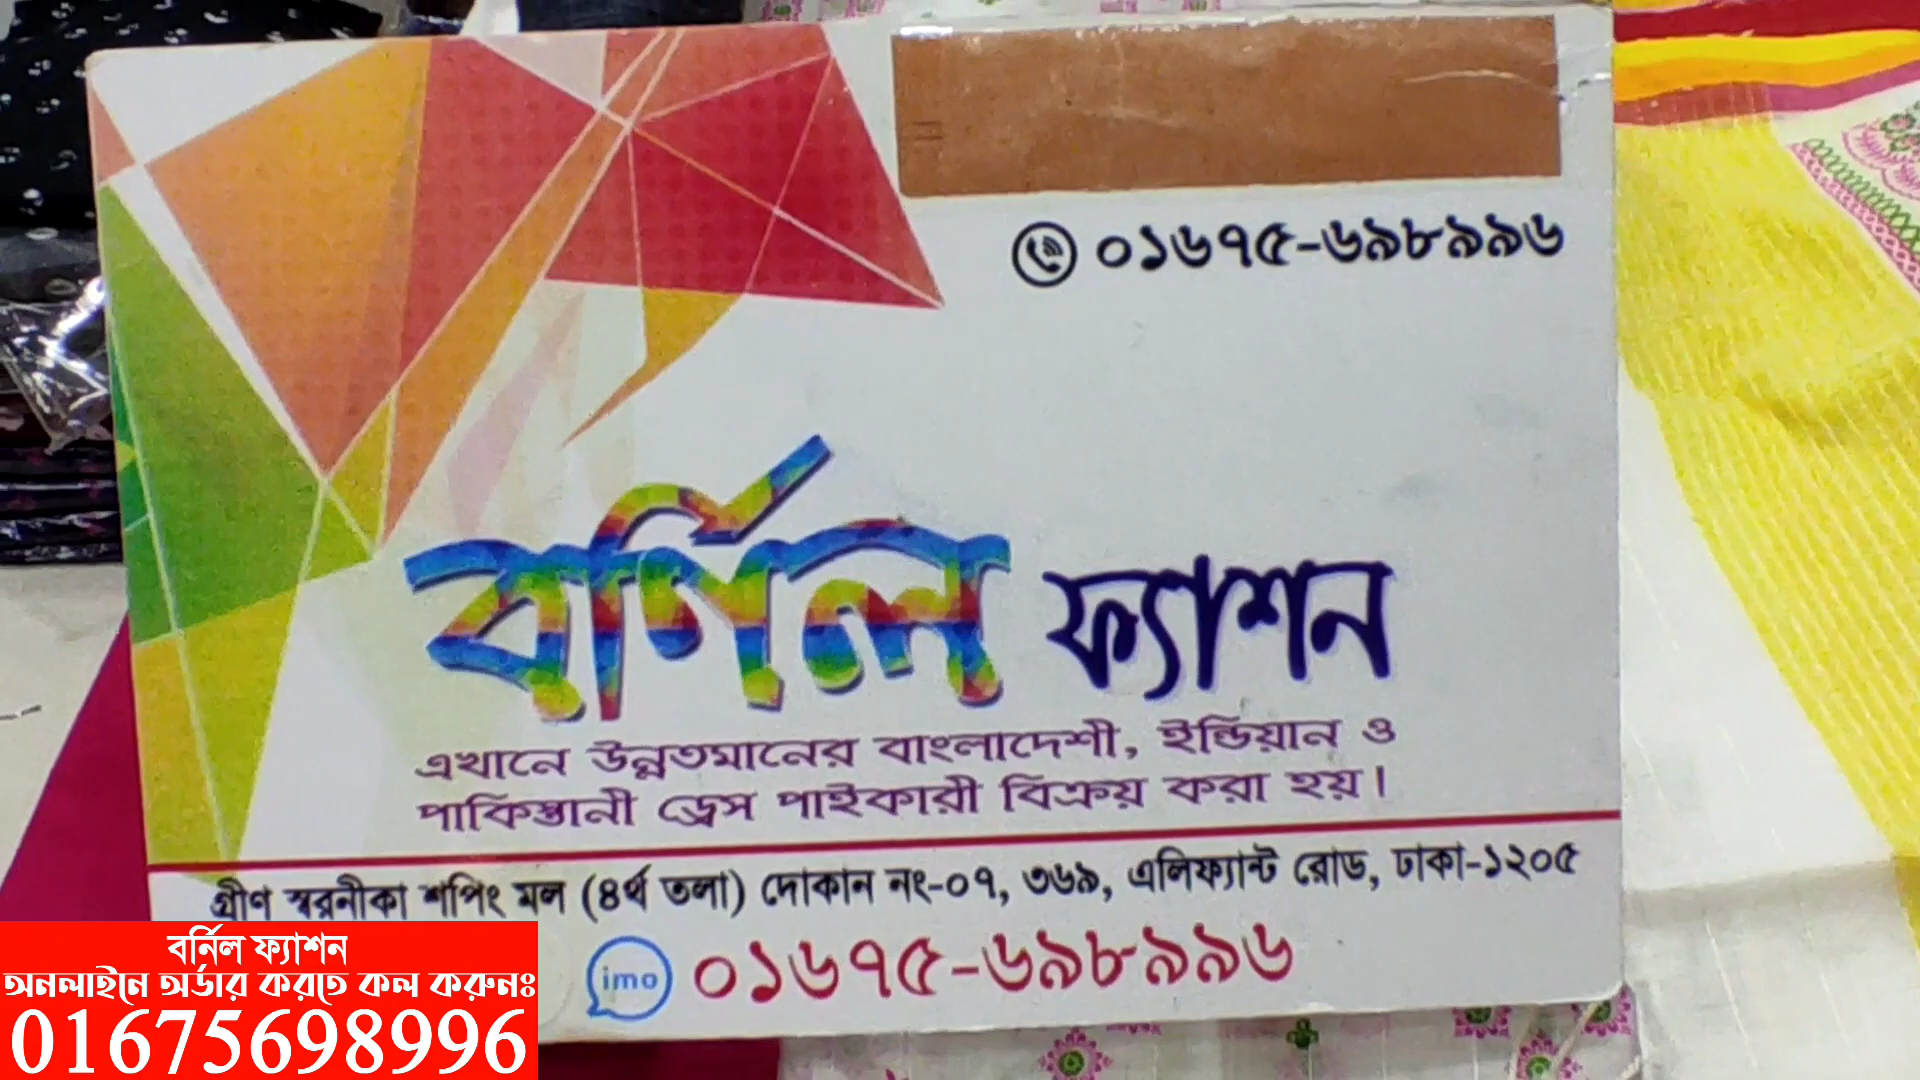 ০১৬৭৫-৬৯৮৯৯৬
বর্ণিল ফ্যাশন
এখানে উন্নতমানের বাংলাদেশী, ইন্ডিয়ান ও
পাকিস্তানী ড্রেস পাইকারী বিক্রয় করা হয়।
গ্রীণ স্বরনীকা শপিং মল (৪র্থ তলা) দোকান নং-০৭, ৩৬৯, এলিফ্যান্ট রোড, ঢাকা-১২০৫
imo ০১৬৭৫-৬৯৮৯৯৬
বর্নিল ফ্যাশন
অনলাইনে অর্ডার করতে কল করুনঃ
01675698996